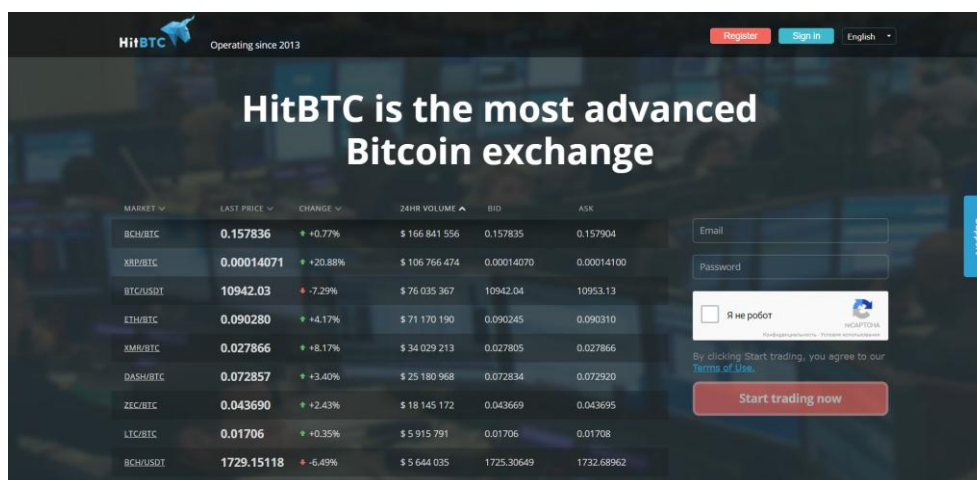 HitBTC
Operating since 2013
Register
Sign in
English
HitBTC is the most advanced
Bitcoin exchange
MARKET LAST PRICE CHANGE 24HR VOLUME BID ASK
BCH/BTC 0.157836 +0.77% $ 166 841 556 0.157835 0.157904
XRP/BTC 0.00014071 +20.88% $ 106 766 474 0.00014070 0.00014100
BTC/USDT 10942.03 -7.29% $ 76 035 367 10942.04 10953.13
ETH/BTC 0.090280 +4.17% $ 71 170 190 0.090245 0.090310
XMR/BTC 0.027866 +8.17% $ 34 029 213 0.027805 0.027866
DASH/BTC 0.072857 +3.40% $ 25 180 968 0.072834 0.072920
ZEC/BTC 0.043690 +2.43% $ 18 145 172 0.043669 0.043695
LTC/BTC 0.01706 +0.35% $ 5 915 791 0.01706 0.01708
BCH/USDT 1729.15118 -6.49% $ 5 644 035 1725.30649 1732.68962
Email
Password
Я не робот
reCAPTCHA
Конфиденциальность - Условия использования
By clicking Start trading, you agree to our
Terms of Use.
Start trading now